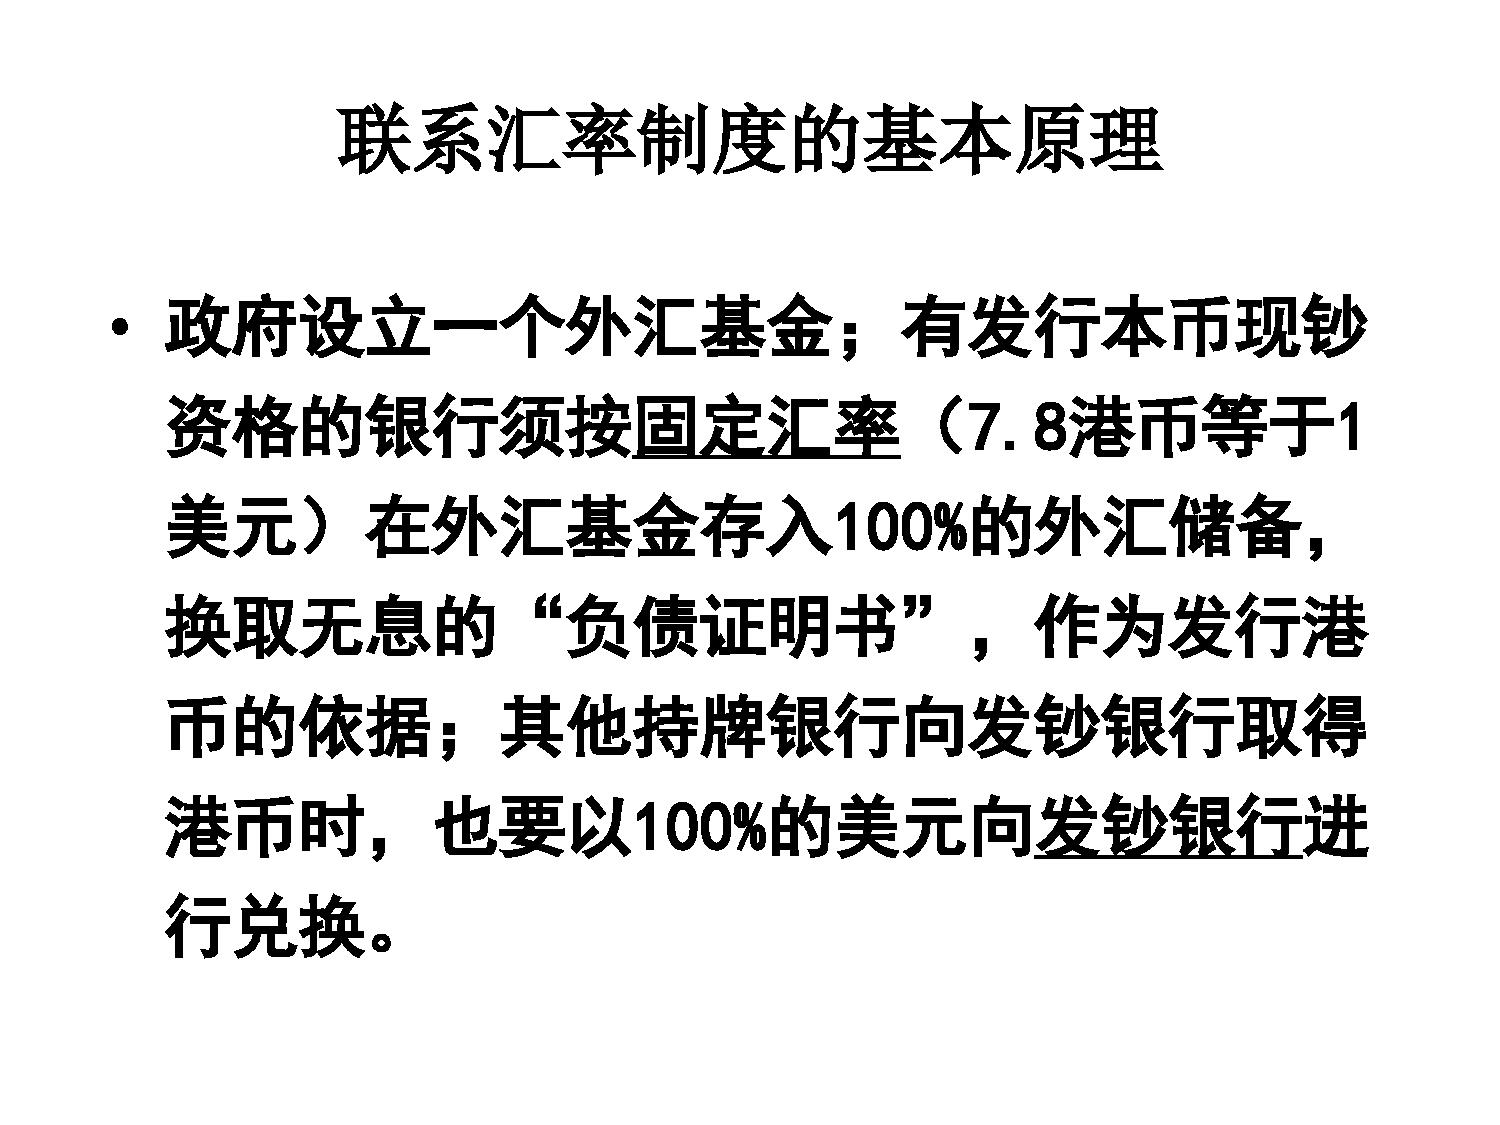 联系汇率制度的基本原理
• 政府设立一个外汇基金；有发行本币现钞
资格的银行须按固定汇率（7.8港币等于1
美元）在外汇基金存入100%的外汇储备，
换取无息的“负债证明书”，作为发行港
币的依据；其他持牌银行向发钞银行取得
港币时，也要以100%的美元向发钞银行进
行兑换。